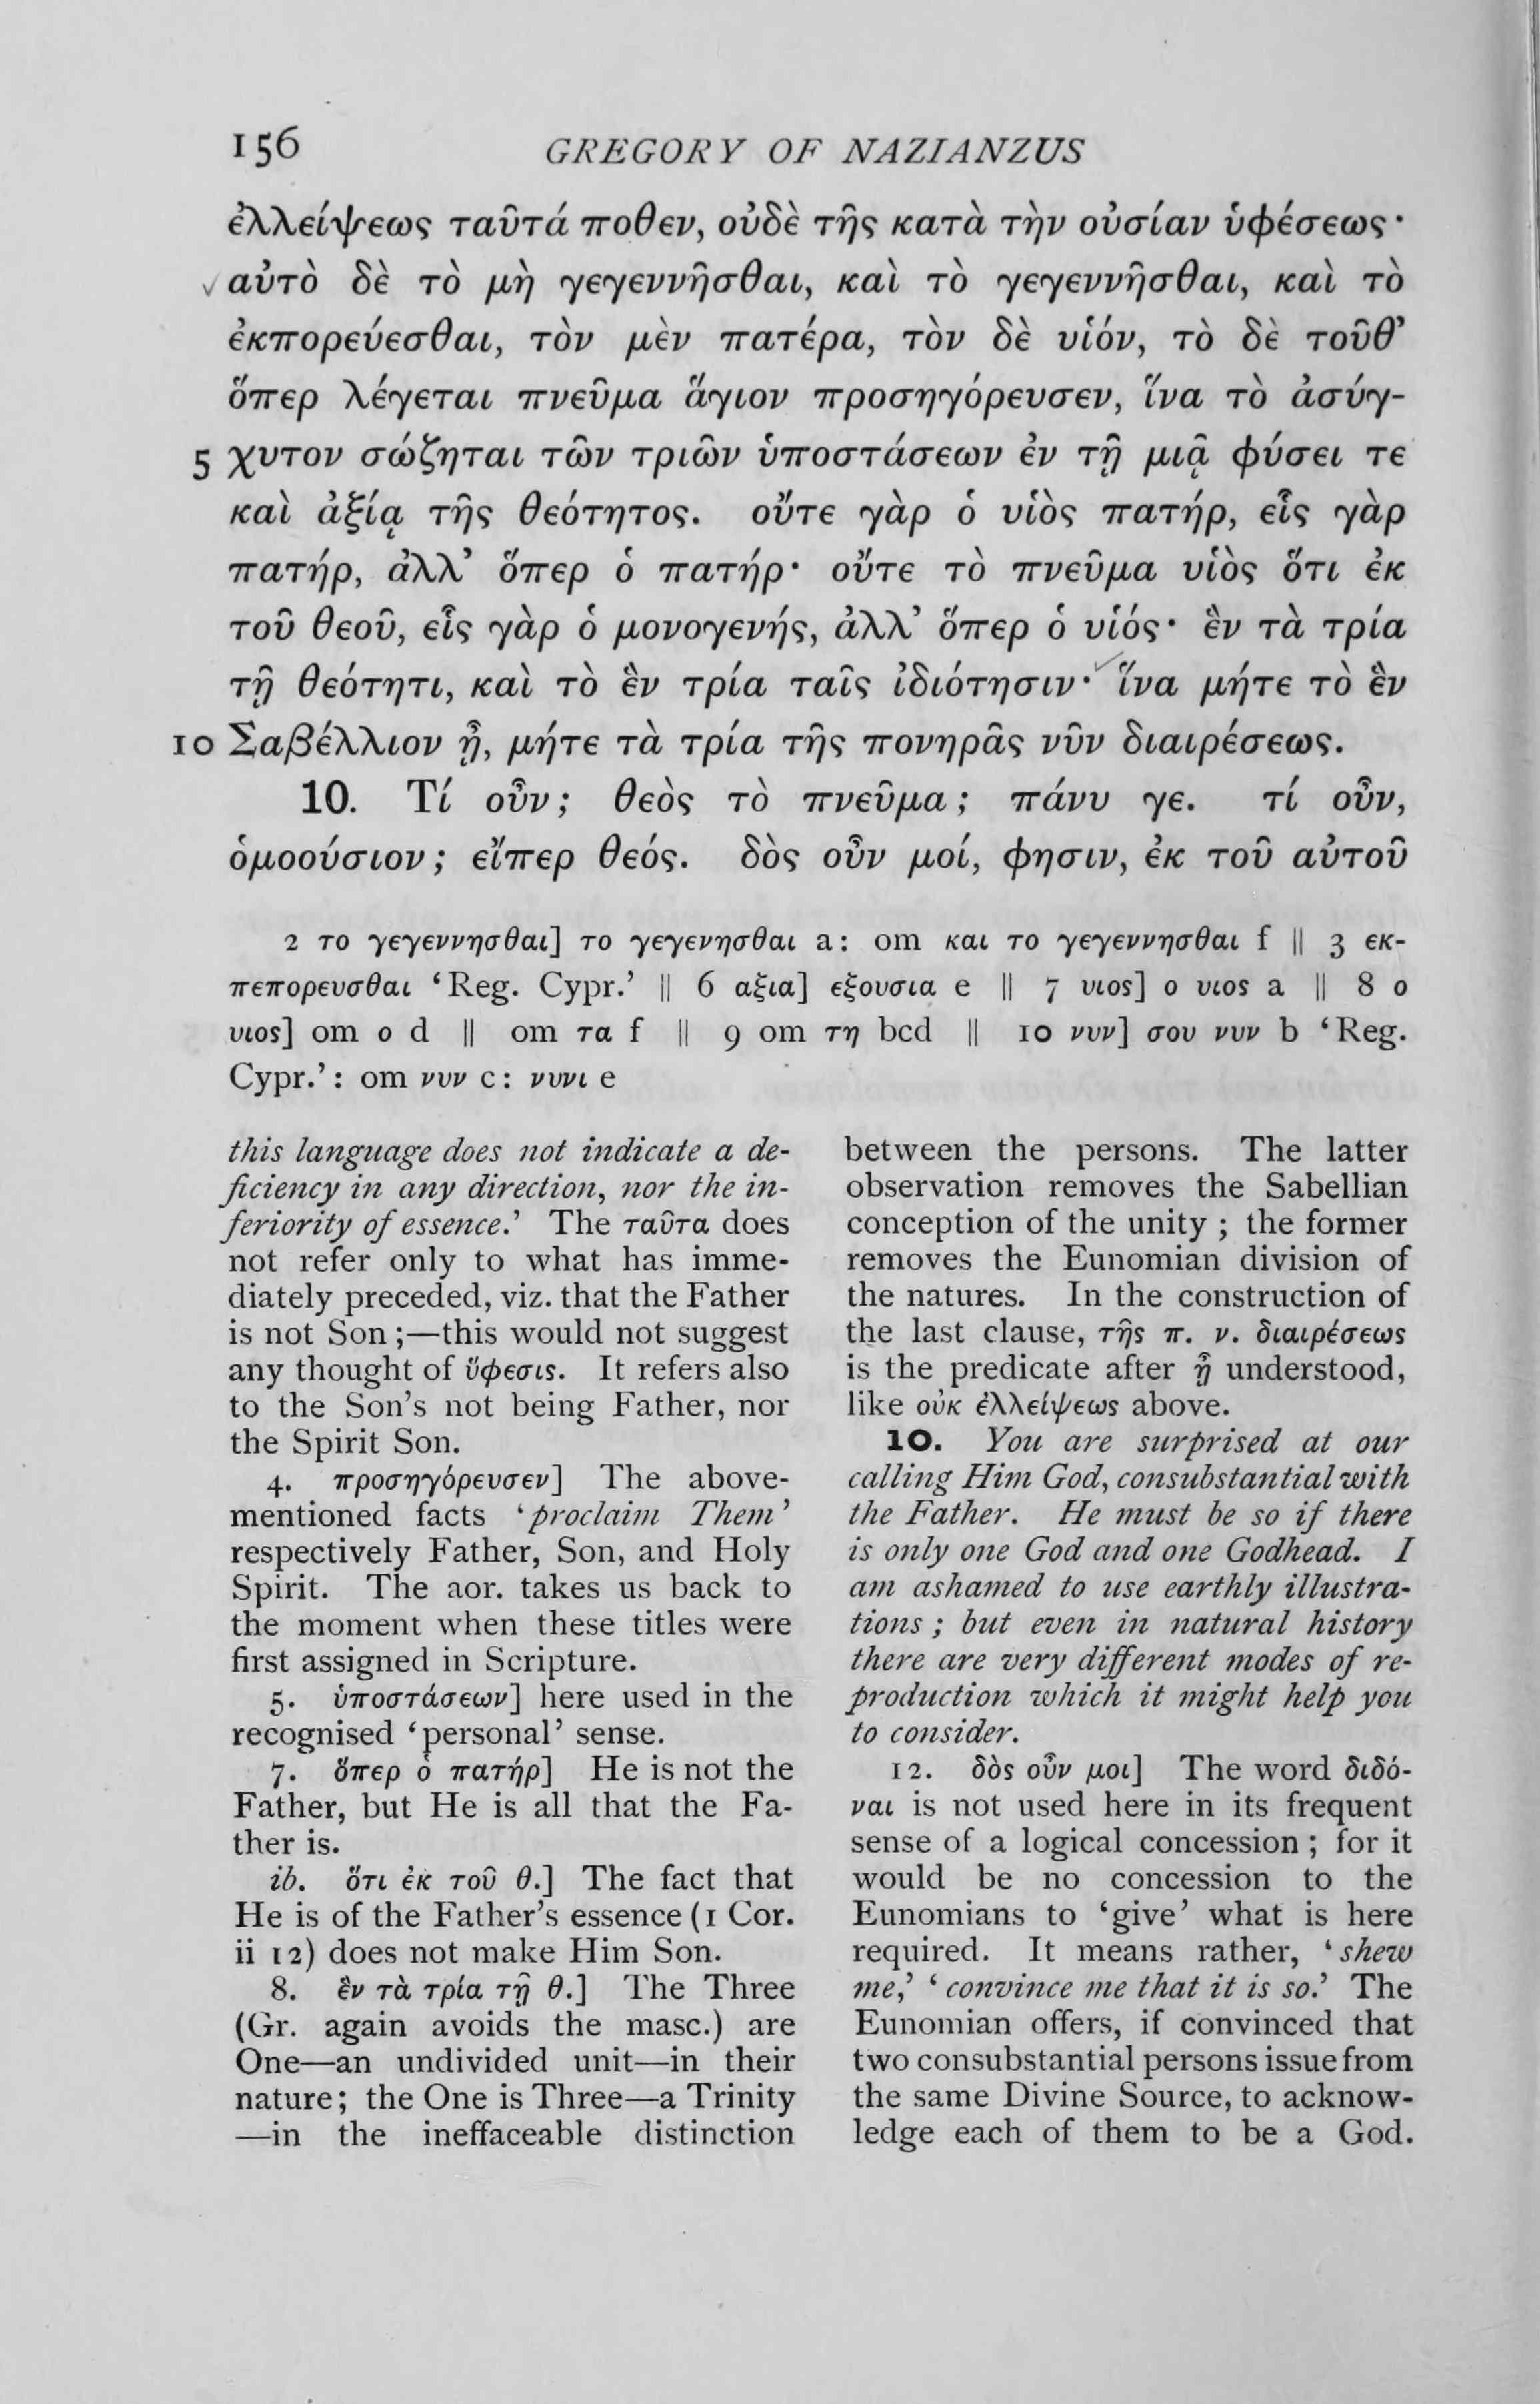 156 GREGORY OF NAZIANZUS
ἐλλείψεως ταῦτά ποθεν, οὐδὲ τῆς κατὰ τὴν οὐσίαν ὑφέσεως·
αὐτὸ δὲ τὸ μὴ γεγεννῆσθαι, καὶ τὸ γεγεννῆσθαι, καὶ τὸ
ἐκπορεύεσθαι, τὸν μὲν πατέρα, τὸν δὲ υἱόν, τὸ δὲ τοῦθ’
ὅπερ λέγεται πνεῦμα ἅγιον προσηγόρευσεν, ἵνα τὸ ἀσύγ-
5 χυτον σώζηται τῶν τριῶν ὑποστάσεων ἐν τῇ μιᾷ φύσει τε
καὶ ἀξίᾳ τῆς θεότητος. οὔτε γὰρ ὁ υἱὸς πατήρ, εἷς γὰρ
πατήρ, ἀλλ’ ὅπερ ὁ πατήρ· οὔτε τὸ πνεῦμα υἱὸς ὅτι ἐκ
τοῦ θεοῦ, εἷς γὰρ ὁ μονογενής, ἀλλ’ ὅπερ ὁ υἱός· ἓν τὰ τρία
τῇ θεότητι, καὶ τὸ ἓν τρία ταῖς ἰδιότησιν· ἵνα μήτε τὸ ἓν
10 Σαβέλλιον ᾖ, μήτε τὰ τρία τῆς πονηρᾶς νῦν διαιρέσεως.
10. Τί οὖν; θεὸς τὸ πνεῦμα; πάνυ γε. τί οὖν,
ὁμοούσιον; εἴπερ θεός. δὸς οὖν μοί, φησιν, ἐκ τοῦ αὐτοῦ
2 το γεγεννησθαι] το γεγενησθαι a: om και το γεγεννησθαι f || 3 εκ-
πεπορευσθαι ‘Reg. Cypr.’ || 6 αξια] εξουσια e || 7 υιος] ο υιος a || 8 ο
υιος] om ο d || om τα f || 9 om τη bcd || 10 νυν] σου νυν b ‘Reg.
Cypr.’: om νυν c: νυνι e
this language does not indicate a de-
ficiency in any direction, nor the in-
feriority of essence.’ The ταῦτα does
not refer only to what has imme-
diately preceded, viz. that the Father
is not Son;—this would not suggest
any thought of ὕφεσις. It refers also
to the Son’s not being Father, nor
the Spirit Son.
4. προσηγόρευσεν] The above-
mentioned facts ‘proclaim Them’
respectively Father, Son, and Holy
Spirit. The aor. takes us back to
the moment when these titles were
first assigned in Scripture.
5. ὑποστάσεων] here used in the
recognised ‘personal’ sense.
7. ὅπερ ὁ πατήρ] He is not the
Father, but He is all that the Fa-
ther is.
ib. ὅτι ἐκ τοῦ θ.] The fact that
He is of the Father’s essence (1 Cor.
ii 12) does not make Him Son.
8. ἓν τὰ τρία τῇ θ.] The Three
(Gr. again avoids the masc.) are
One—an undivided unit—in their
nature; the One is Three—a Trinity
—in the ineffaceable distinction
between the persons. The latter
observation removes the Sabellian
conception of the unity; the former
removes the Eunomian division of
the natures. In the construction of
the last clause, τῆς π. ν. διαιρέσεως
is the predicate after ᾖ understood,
like οὐκ ἐλλείψεως above.
10. You are surprised at our
calling Him God, consubstantial with
the Father. He must be so if there
is only one God and one Godhead. I
am ashamed to use earthly illustra-
tions; but even in natural history
there are very different modes of re-
production which it might help you
to consider.
12. δὸς οὖν μοι] The word διδό-
ναι is not used here in its frequent
sense of a logical concession; for it
would be no concession to the
Eunomians to ‘give’ what is here
required. It means rather, ‘shew
me,’ ‘convince me that it is so.’ The
Eunomian offers, if convinced that
two consubstantial persons issue from
the same Divine Source, to acknow-
ledge each of them to be a God.